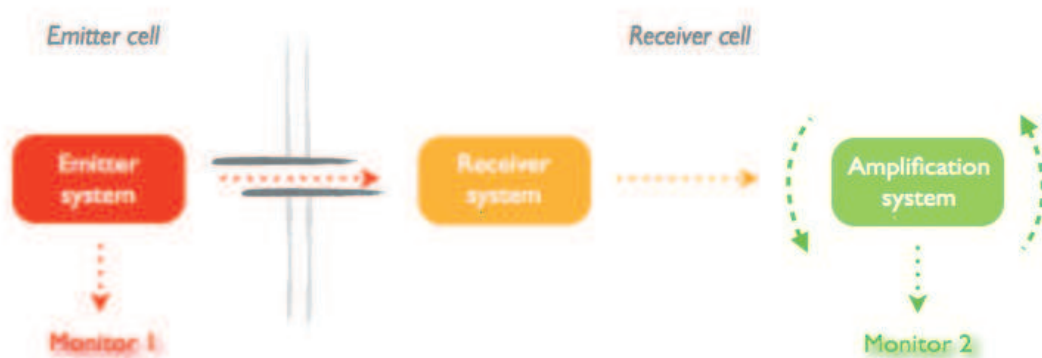 Emitter cell
Receiver cell
Emitter
system
Receiver
system
Amplification
system
Monitor 1
Monitor 2